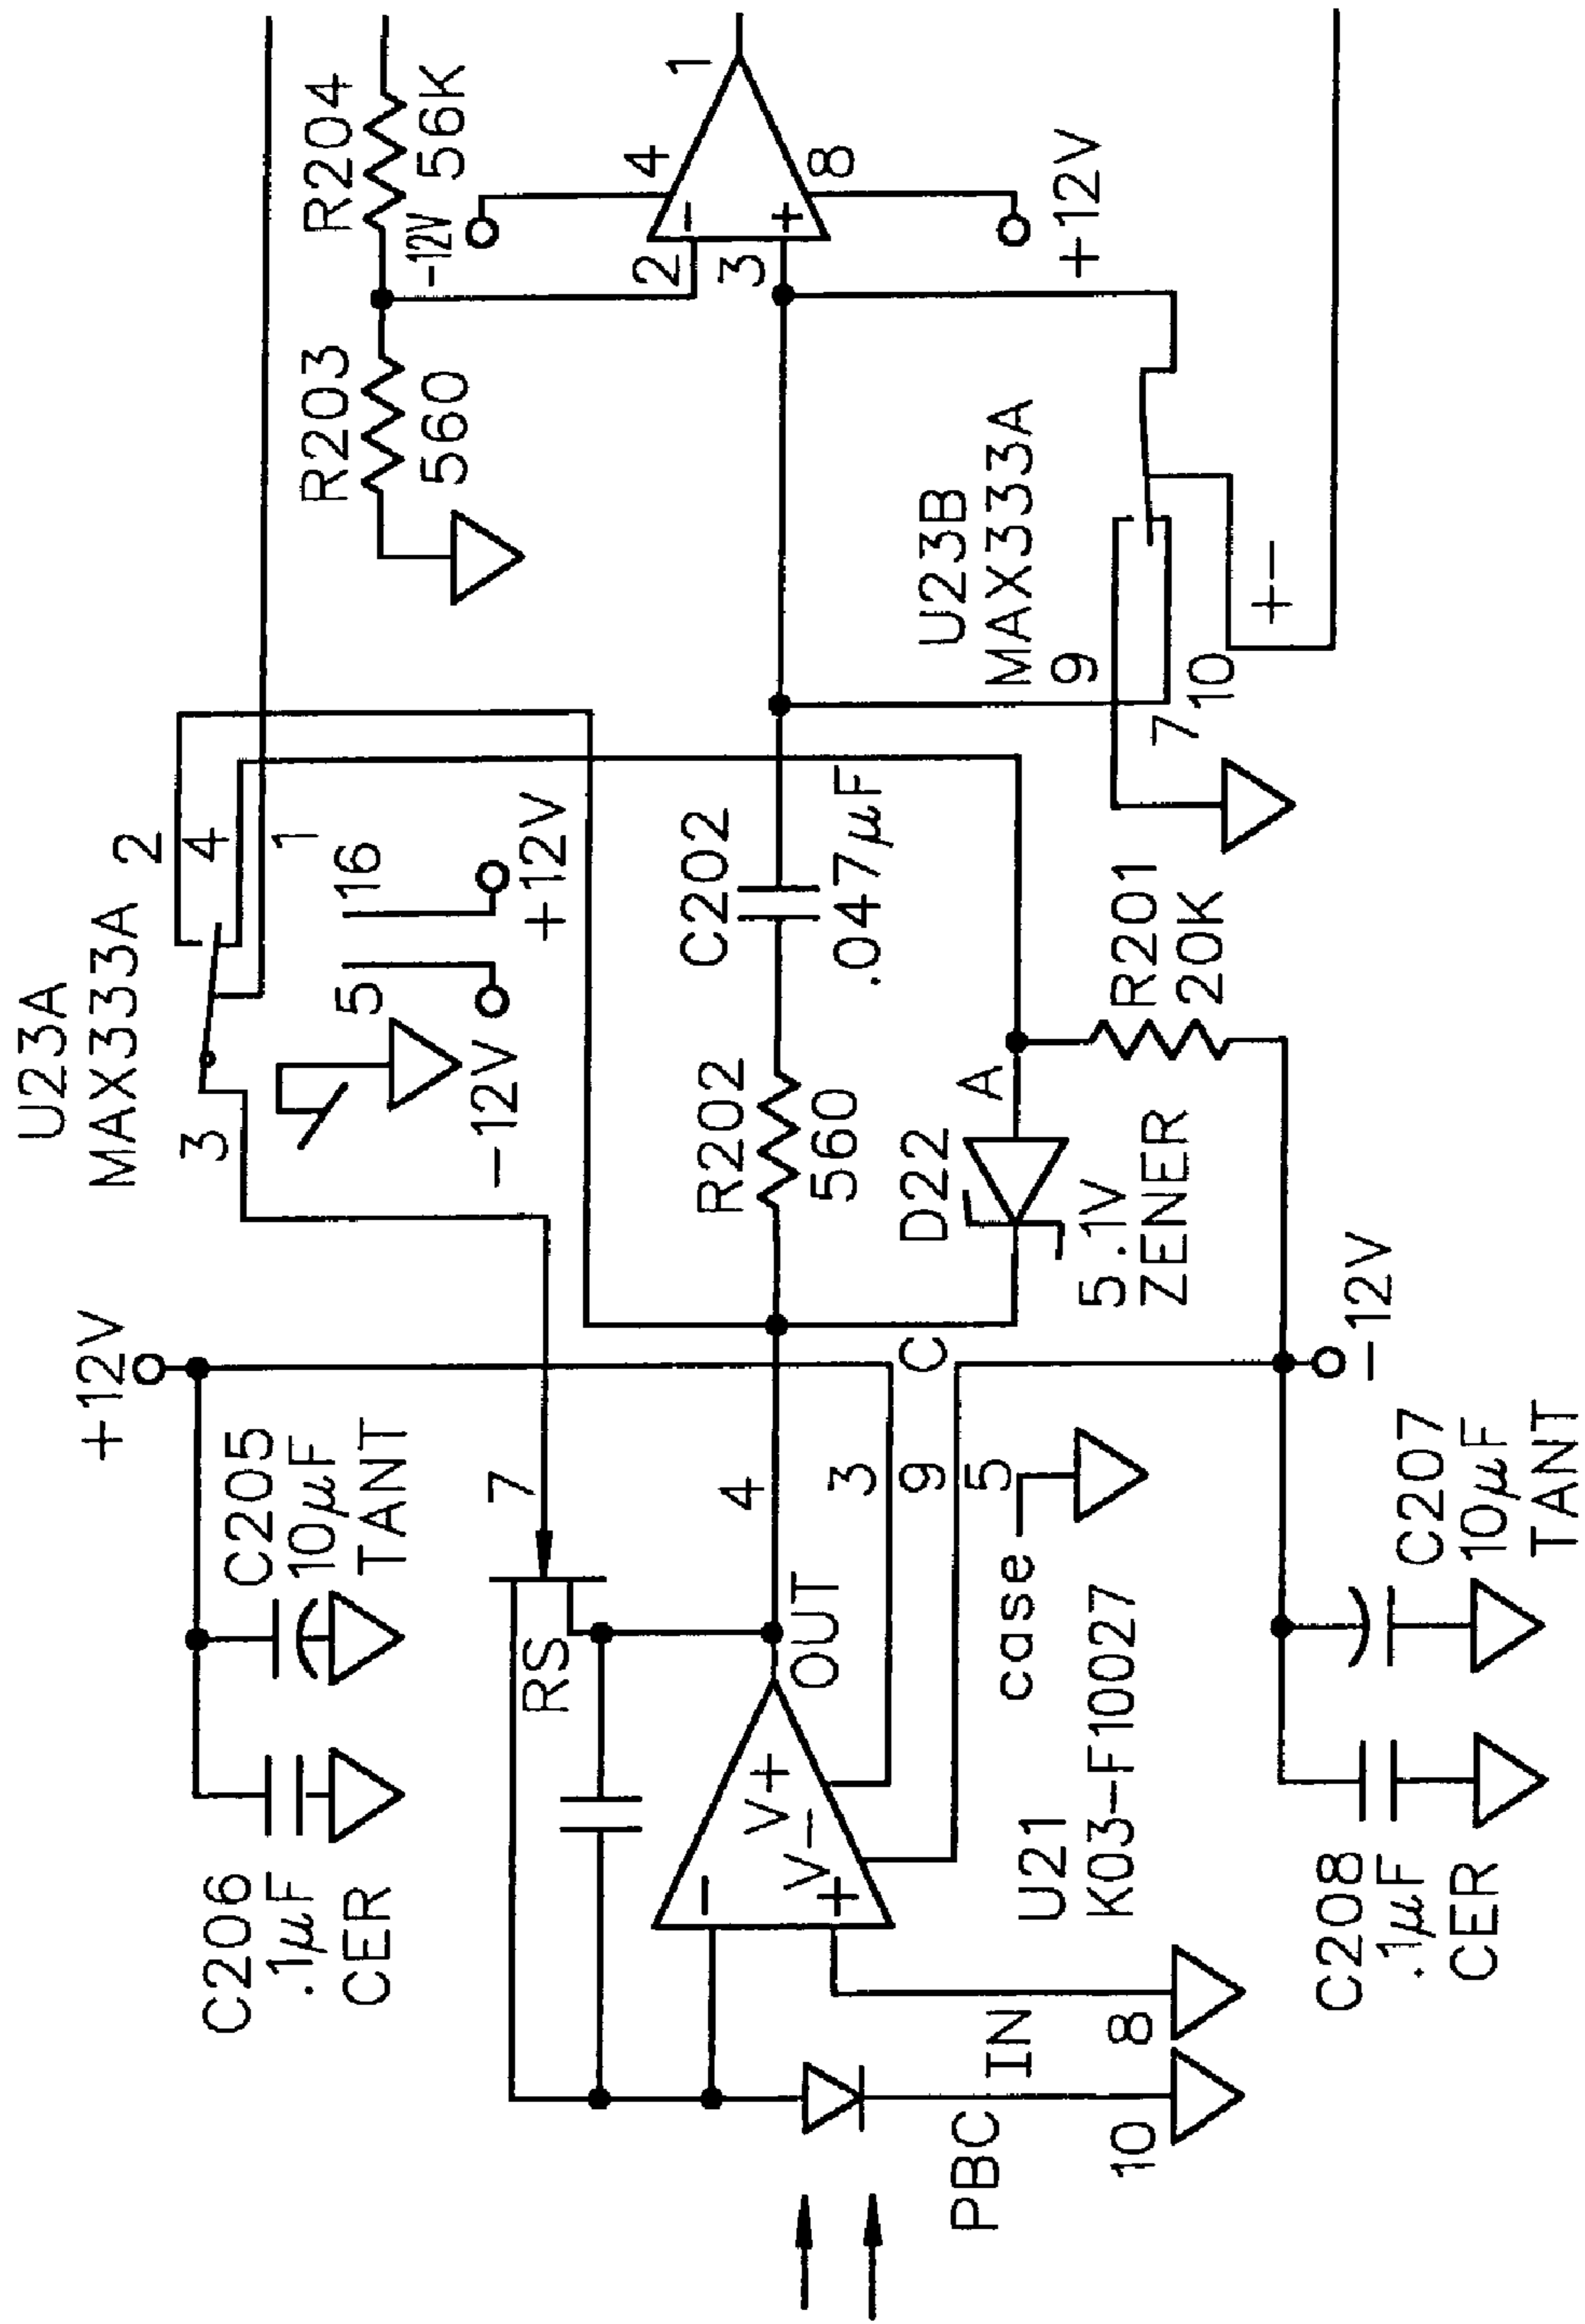 U23A
MAX333A
3
2
4
1
5
16
-12V
+12V
+12V
C206
.1μF
CER
C205
10μF
TANT
7
RS
R203
560
R204
56K
-12V
4
2
3
8
1
+12V
C202
.047μF
R202
560
4
OUT
V+
V-
3
9
5
case
U21
K03-F10027
PBC
IN
10
8
C
D22
5.1V
ZENER
A
R201
20K
U23B
MAX333A
9
7
10
+-
-12V
C208
.1μF
CER
C207
10μF
TANT